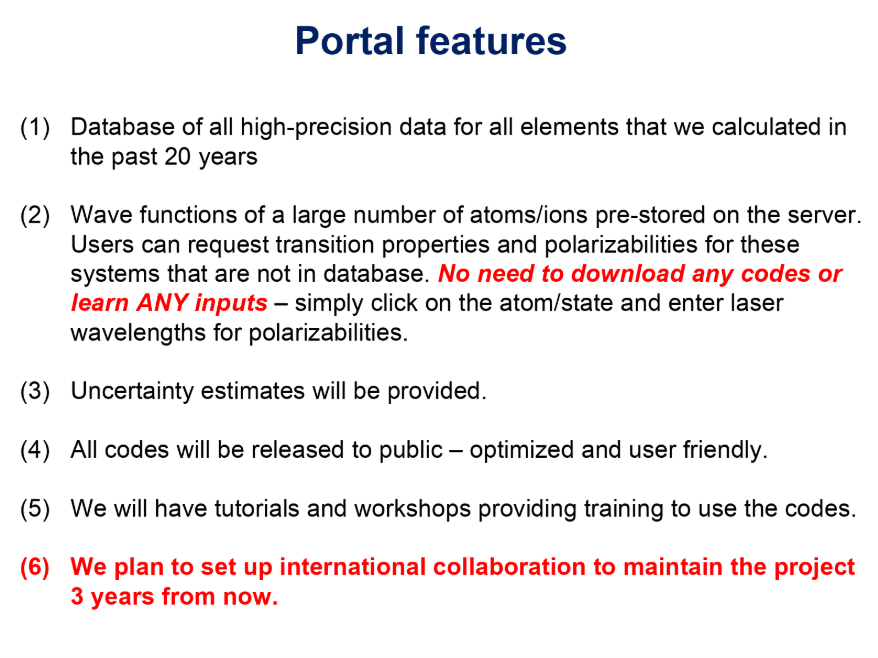 Portal features
(1) Database of all high-precision data for all elements that we calculated in
the past 20 years
(2) Wave functions of a large number of atoms/ions pre-stored on the server.
Users can request transition properties and polarizabilities for these
systems that are not in database. No need to download any codes or
learn ANY inputs – simply click on the atom/state and enter laser
wavelengths for polarizabilities.
(3) Uncertainty estimates will be provided.
(4) All codes will be released to public – optimized and user friendly.
(5) We will have tutorials and workshops providing training to use the codes.
(6) We plan to set up international collaboration to maintain the project
3 years from now.